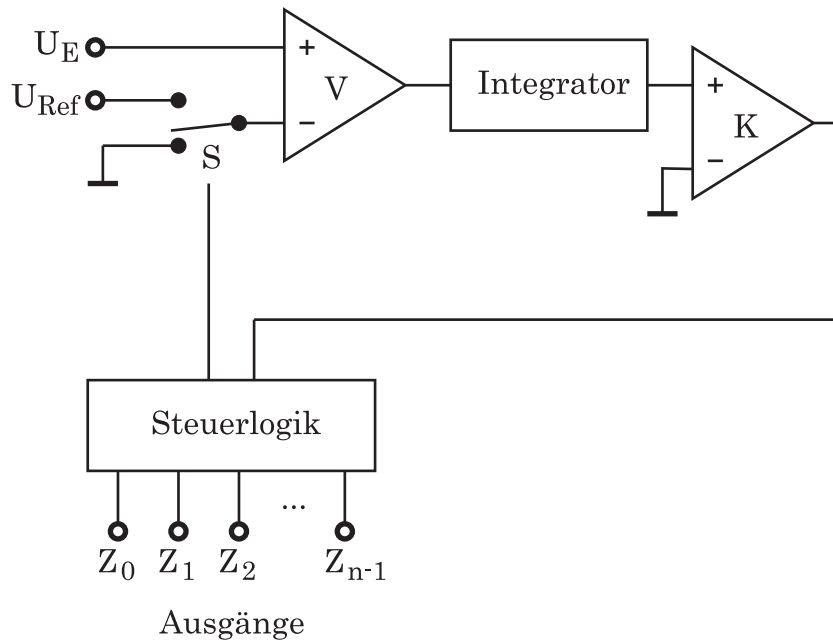 U_E
+
V
−
U_Ref
S
Integrator
+
K
−
Steuerlogik
...
Z_0 Z_1 Z_2 Z_n-1
Ausgänge